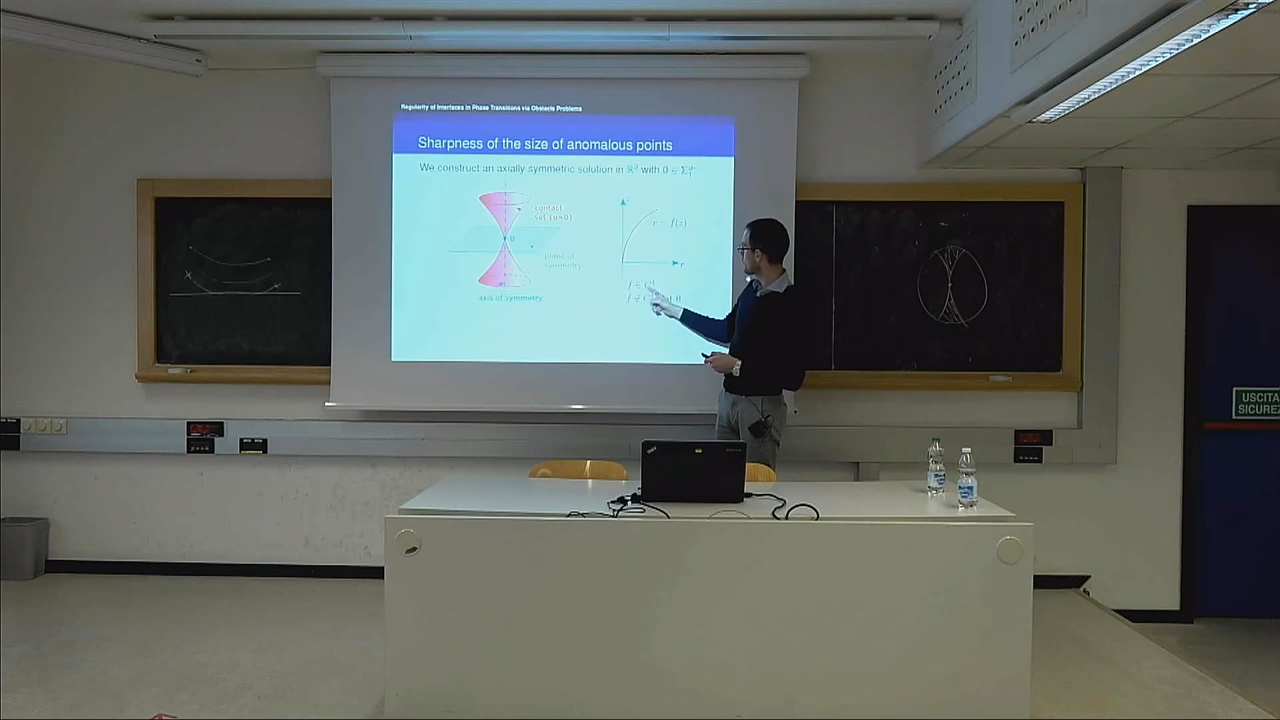 Regularity of Interfaces in Phase Transitions via Obstacle Problems
Sharpness of the size of anomalous points
We construct an axially symmetric solution in ℝ³ with 0 ∈
contact
set {u=0}
0
plane of
symmetry
axis of symmetry
r = f(z)
r
USCITA
SICUREZ